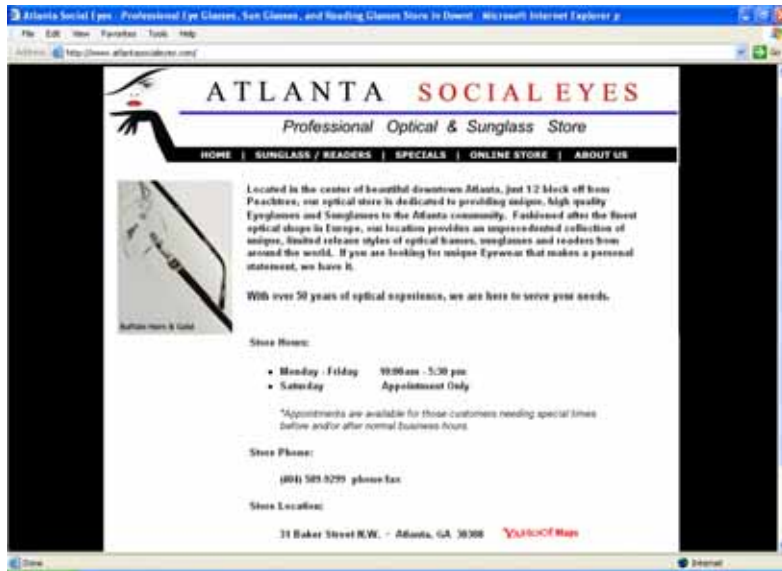 Atlanta Social Eyes - Professional Eye Glasses, Sun Glasses, and Reading Glasses Store In Downt - Microsoft Internet Explorer p
File Edit View Favorites Tools Help
Address http://www.atlantasocialeyes.com/
ATLANTA SOCIAL EYES
Professional Optical & Sunglass Store
HOME | SUNGLASS / READERS | SPECIALS | ONLINE STORE | ABOUT US
Located in the center of beautiful downtown Atlanta, just 1/2 block off from
Peachtree, our optical store is dedicated to providing unique, high quality
Eyeglasses and Sunglasses to the Atlanta community. Fashioned after the finest
optical shops in Europe, our location provides an unprecedented collection of
unique, limited release styles of optical frames, sunglasses and readers from
around the world. If you are looking for unique Eyewear that makes a personal
statement, we have it.
With over 50 years of optical experience, we are here to serve your needs.
Buffalo Horn & Gold
Store Hours:
• Monday - Friday 10:00am - 5:30 pm
• Saturday Appointment Only
*Appointments are available for those customers needing special times
before and/or after normal business hours.
Store Phone:
(404) 589.9299 phone/fax
Store Location:
31 Baker Street N.W. - Atlanta, GA 30308 YAHOO! Maps
Done Internet